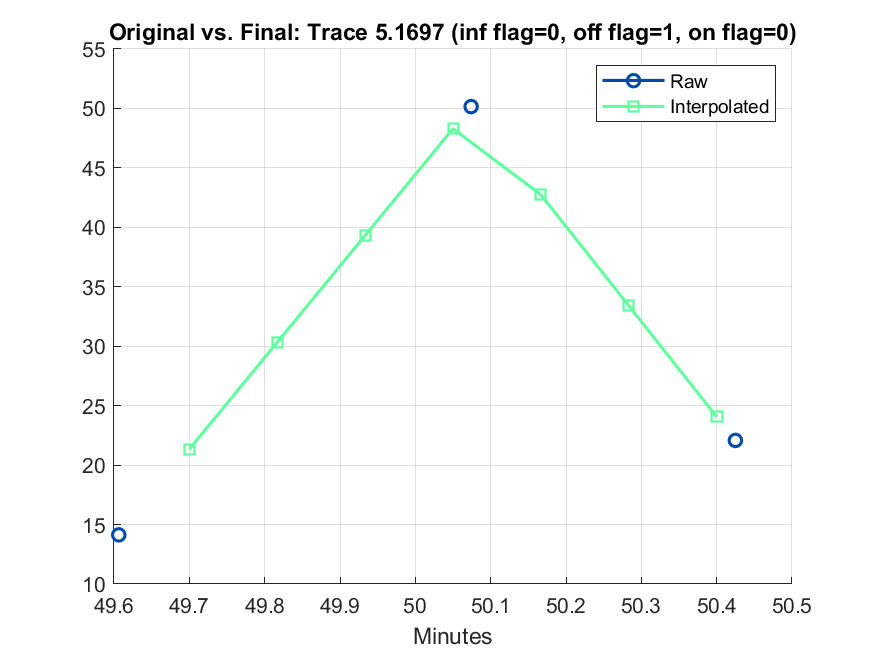 Original vs. Final: Trace 5.1697 (inf flag=0, off flag=1, on flag=0)
55
50
45
40
35
30
25
20
15
10
Raw
Interpolated
49.6 49.7 49.8 49.9 50 50.1 50.2 50.3 50.4 50.5
Minutes